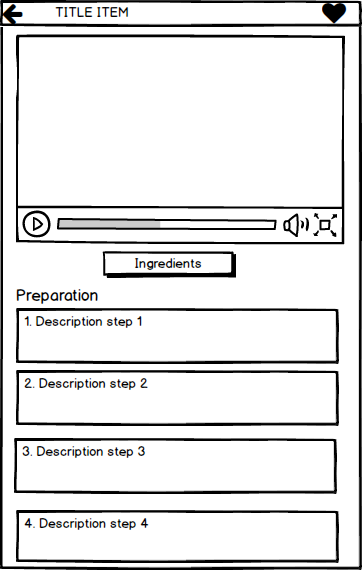 TITLE ITEM
Ingredients
Preparation
1. Description step 1
2. Description step 2
3. Description step 3
4. Description step 4